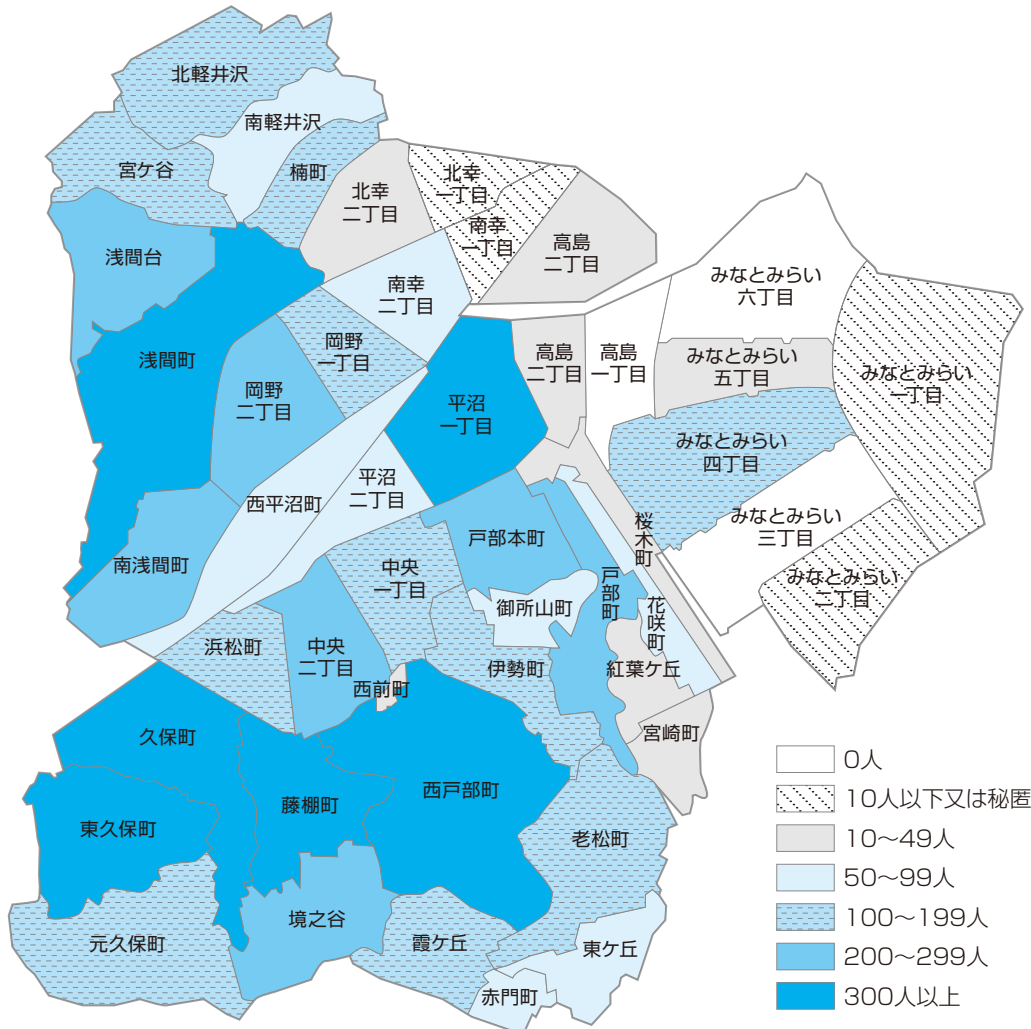 北軽井沢
南軽井沢
宮ケ谷
楠町
北幸
二丁目
北幸
一丁目
南幸
一丁目
高島
二丁目
浅間台
南幸
二丁目
みなとみらい
六丁目
浅間町
岡野
一丁目
岡野
二丁目
平沼
一丁目
高島
二丁目
高島
一丁目
みなとみらい
五丁目
みなとみらい
一丁目
みなとみらい
四丁目
西平沼町
平沼
二丁目
みなとみらい
三丁目
みなとみらい
二丁目
南浅間町
中央
一丁目
戸部本町
桜木町
御所山町
戸部町
花咲町
浜松町
中央
二丁目
西前町
伊勢町
紅葉ケ丘
宮崎町
久保町
東久保町
藤棚町
西戸部町
老松町
元久保町
境之谷
霞ケ丘
東ケ丘
赤門町
0人
10人以下又は秘匿
10〜49人
50〜99人
100〜199人
200〜299人
300人以上